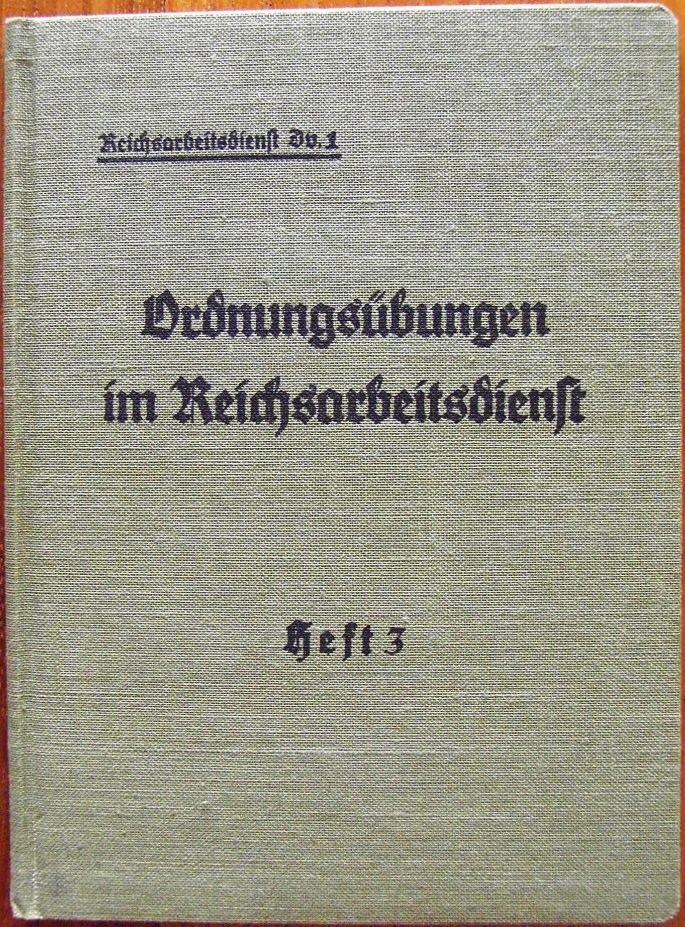 Reichsarbeitsdienst Dv. 1
Ordnungsübungen
im Reichsarbeitsdienst
Heft 3